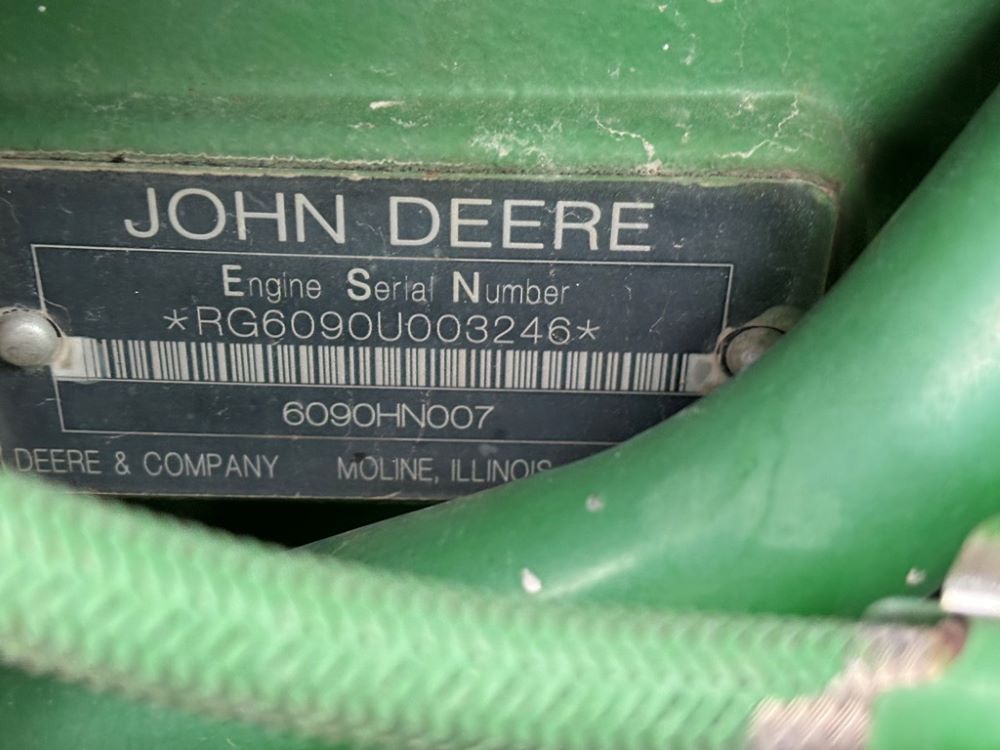 JOHN DEERE
Engine Serial Number
*RG6090U003246*
6090HN007
DEERE & COMPANY MOLINE, ILLINOIS